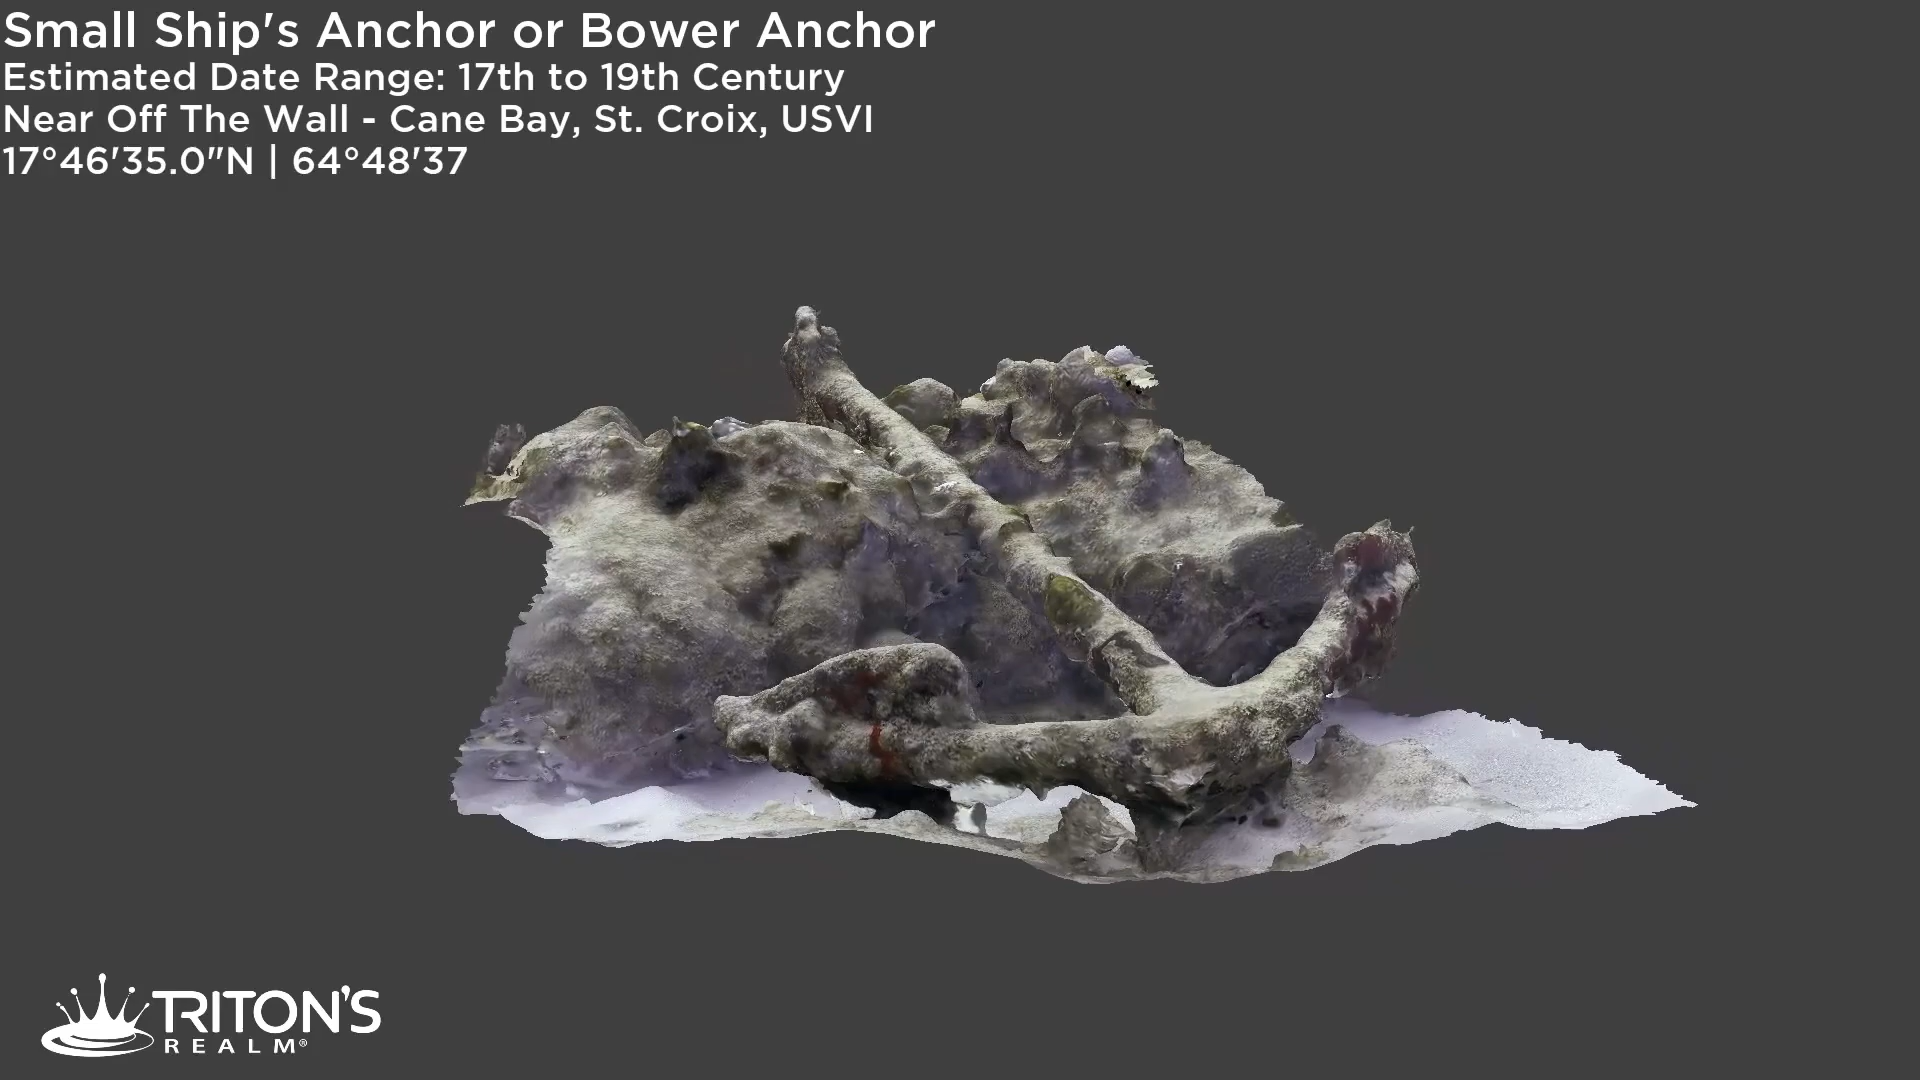 Small Ship's Anchor or Bower Anchor
Estimated Date Range: 17th to 19th Century
Near Off The Wall - Cane Bay, St. Croix, USVI
17°46'35.0"N | 64°48'37
TRITON'S
REALM®